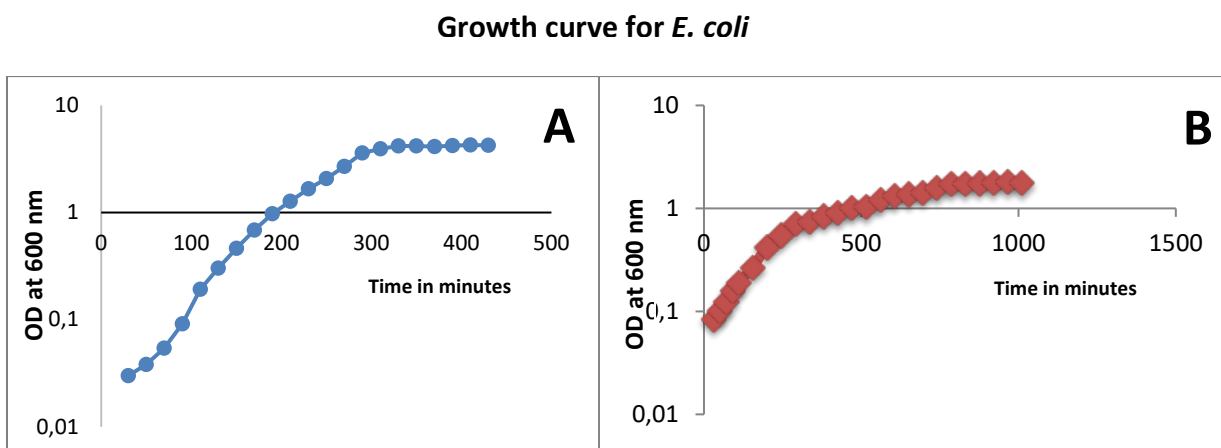 Growth curve for E. coli
A
10
1
0,1
0,01
0 100 200 300 400 500
OD at 600 nm
Time in minutes
B
10
1
0,1
0,01
0 500 1000 1500
OD at 600 nm
Time in minutes